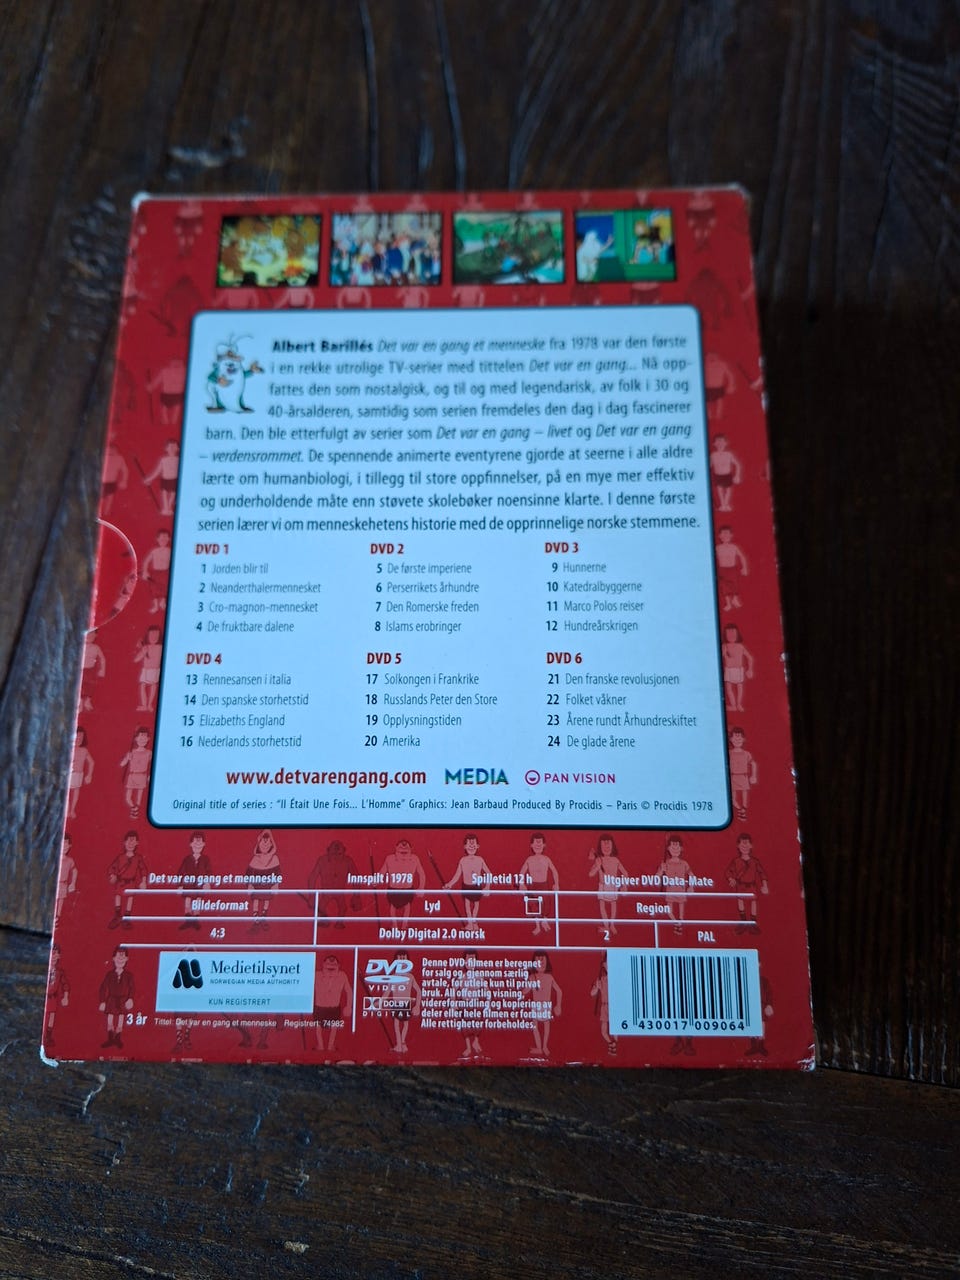 Albert Barillés Det var en gang et menneske fra 1978 var den første
i en rekke utrolige TV-serier med tittelen Det var en gang... Nå opp-
fattes den som nostalgisk, og til og med legendarisk, av folk i 30 og
40-årsalderen, samtidig som serien fremdeles den dag i dag fascinerer
barn. Den ble etterfulgt av serier som Det var en gang – livet og Det var en gang
– verdensrommet. De spennende animerte eventyrene gjorde at seerne i alle aldre
lærte om humanbiologi, i tillegg til store oppfinnelser, på en mye mer effektiv
og underholdende måte enn støvete skolebøker noensinne klarte. I denne første
serien lærer vi om menneskehetens historie med de opprinnelige norske stemmene.
DVD 1
1 Jorden blir til
2 Neanderthalermennesket
3 Cro-magnon-mennesket
4 De fruktbare dalene
DVD 2
5 De første imperiene
6 Perserrikets århundre
7 Den Romerske freden
8 Islams erobringer
DVD 3
9 Hunnerne
10 Katedralbyggerne
11 Marco Polos reiser
12 Hundreårskrigen
DVD 4
13 Rennesansen i Italia
14 Den spanske storhetstid
15 Elizabeths England
16 Nederlands storhetstid
DVD 5
17 Solkongen i Frankrike
18 Russlands Peter den Store
19 Opplysningstiden
20 Amerika
DVD 6
21 Den franske revolusjonen
22 Folket våkner
23 Årene rundt Århundreskiftet
24 De glade årene
www.detvarengang.com MEDIA PAN VISION
Original title of series : "Il Était Une Fois... L'Homme" Graphics: Jean Barbaud Produced By Procidis – Paris © Procidis 1978
Det var en gang et menneske Innspilt i 1978 Spilletid 12 h Utgiver DVD Data-Mate
Bildeformat Lyd Region
4:3 Dolby Digital 2.0 norsk 2 PAL
Medietilsynet
NORWEGIAN MEDIA AUTHORITY
KUN REGISTRERT
3 år Tittel: Det var en gang et menneske Registrert: 74982
DVD
VIDEO
DOLBY
DIGITAL
Denne DVD-filmen er beregnet
for salg og, gjennom særlig
avtale, for utleie kun til privat
bruk. All offentlig visning,
videreformidling og kopiering av
deler eller hele filmen er forbudt.
Alle rettigheter forbeholdes.
6 430017 009064